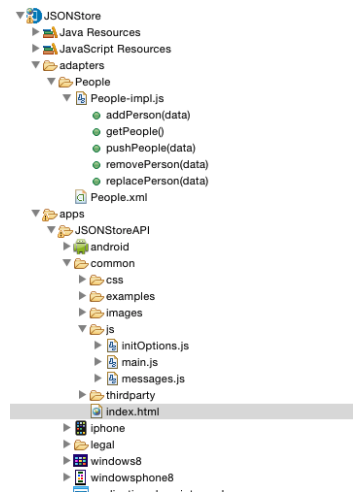 JSONStore
Java Resources
JavaScript Resources
adapters
People
People-impl.js
addPerson(data)
getPeople()
pushPeople(data)
removePerson(data)
replacePerson(data)
People.xml
apps
JSONStoreAPI
android
common
css
examples
images
js
initOptions.js
main.js
messages.js
thirdparty
index.html
iphone
legal
windows8
windowsphone8